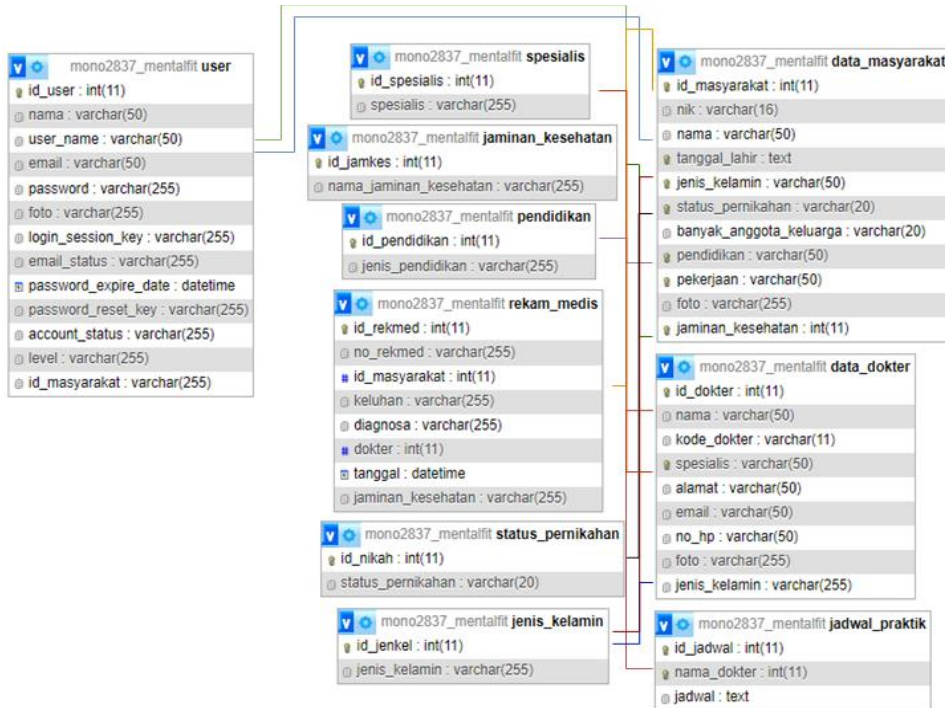 mono2837_mentalfit user
id_user : int(11)
nama : varchar(50)
user_name : varchar(50)
email : varchar(50)
password : varchar(255)
foto : varchar(255)
login_session_key : varchar(255)
email_status : varchar(255)
password_expire_date : datetime
password_reset_key : varchar(255)
account_status : varchar(255)
level : varchar(255)
id_masyarakat : varchar(255)
mono2837_mentalfit spesialis
id_spesialis : int(11)
spesialis : varchar(255)
mono2837_mentalfit jaminan_kesehatan
id_jamkes : int(11)
nama_jaminan_kesehatan : varchar(255)
mono2837_mentalfit pendidikan
id_pendidikan : int(11)
jenis_pendidikan : varchar(255)
mono2837_mentalfit rekam_medis
id_rekmed : int(11)
no_rekmed : varchar(255)
id_masyarakat : int(11)
keluhan : varchar(255)
diagnosa : varchar(255)
dokter : int(11)
tanggal : datetime
jaminan_kesehatan : varchar(255)
mono2837_mentalfit status_pernikahan
id_nikah : int(11)
status_pernikahan : varchar(20)
mono2837_mentalfit jenis_kelamin
id_jenkel : int(11)
jenis_kelamin : varchar(255)
mono2837_mentalfit data_masyarakat
id_masyarakat : int(11)
nik : varchar(16)
nama : varchar(50)
tanggal_lahir : text
jenis_kelamin : varchar(50)
status_pernikahan : varchar(20)
banyak_anggota_keluarga : varchar(20)
pendidikan : varchar(50)
pekerjaan : varchar(50)
foto : varchar(255)
jaminan_kesehatan : int(11)
mono2837_mentalfit data_dokter
id_dokter : int(11)
nama : varchar(50)
kode_dokter : varchar(11)
spesialis : varchar(50)
alamat : varchar(50)
email : varchar(50)
no_hp : varchar(50)
foto : varchar(255)
jenis_kelamin : varchar(255)
mono2837_mentalfit jadwal_praktik
id_jadwal : int(11)
nama_dokter : int(11)
jadwal : text